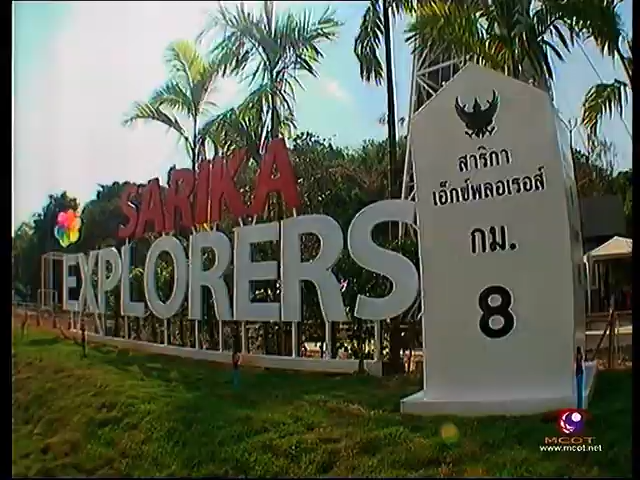 SARIKA
EXPLORERS
สาริกา
เอ็กซ์พลอเรอส์
กม.
8
MCOT
www.mcot.net